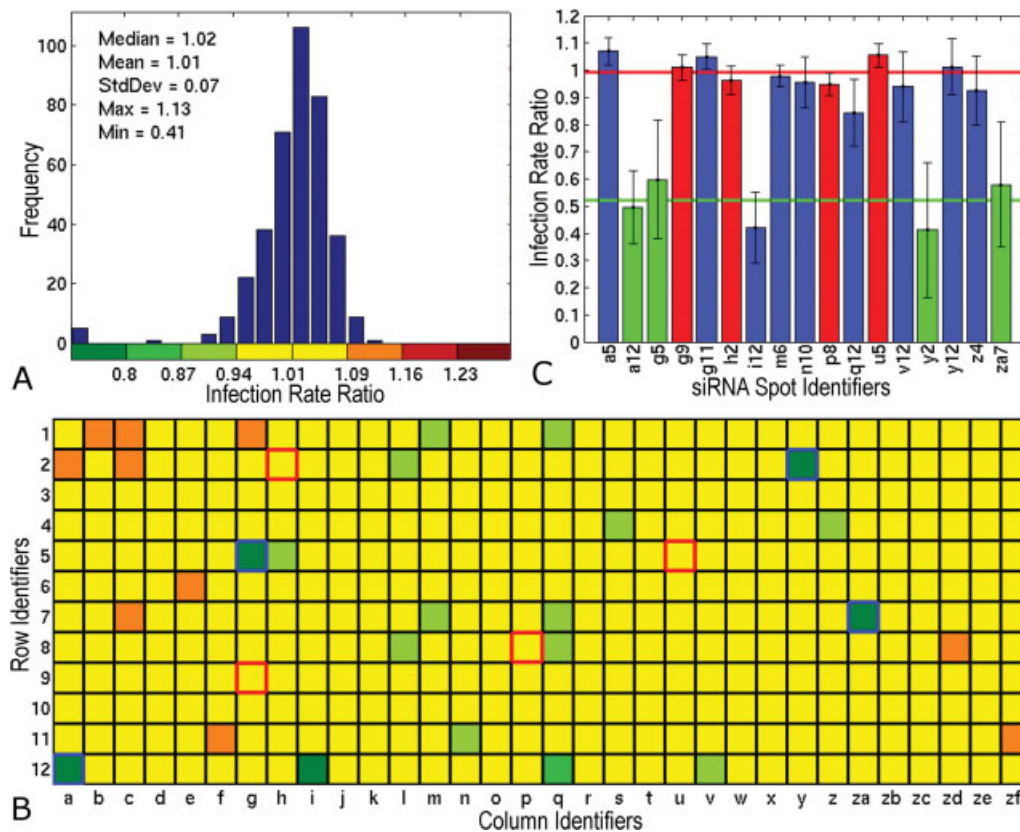 Median = 1.02
Mean = 1.01
StdDev = 0.07
Max = 1.13
Min = 0.41
Frequency
100
80
60
40
20
0
0.8 0.87 0.94 1.01 1.09 1.16 1.23
Infection Rate Ratio
A
Infection Rate Ratio
1.2
1.1
1
0.9
0.8
0.7
0.6
0.5
0.4
0.3
0.2
0.1
0
a5 a12 g5 g9 g11 h2 i12 m6 n10 p8 q12 u5 v12 y2 y12 z4 za7
siRNA Spot Identifiers
C
Row Identifiers
1
2
3
4
5
6
7
8
9
10
11
12
a b c d e f g h i j k l m n o p q r s t u v w x y z za zb zc zd ze zf
Column Identifiers
B